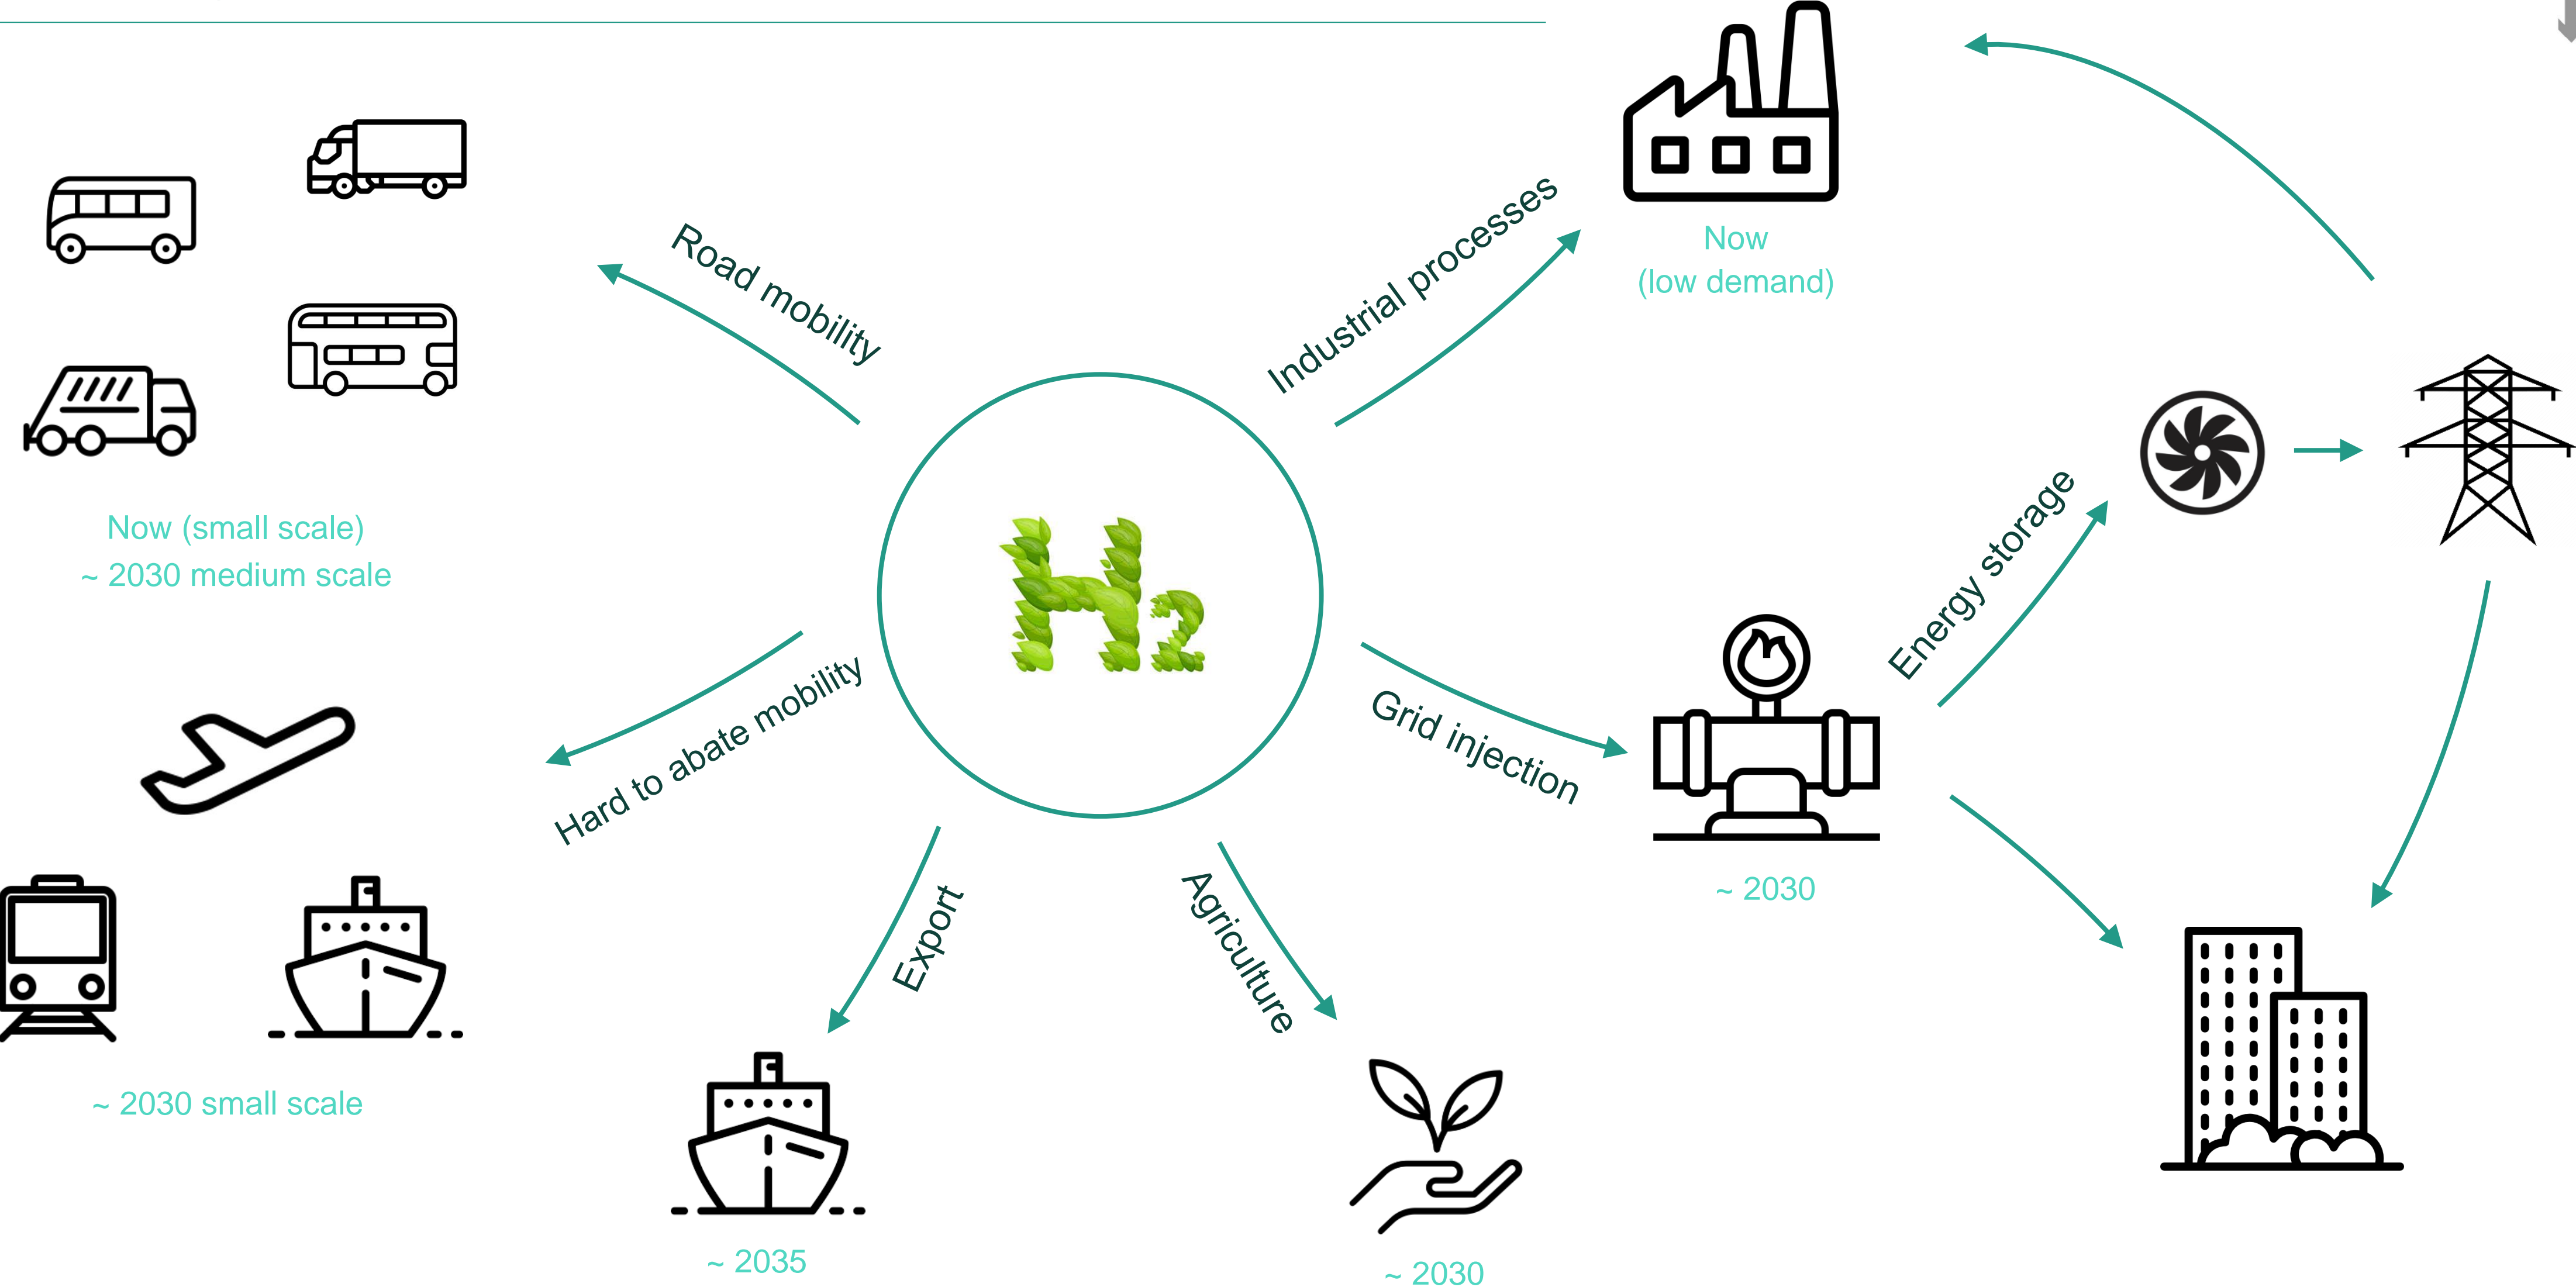 Road mobility
Industrial processes
Now
(low demand)
Now (small scale)
~ 2030 medium scale
H2
Energy storage
Hard to abate mobility
Grid injection
~ 2030
Export
Agriculture
~ 2030 small scale
~ 2035
~ 2030